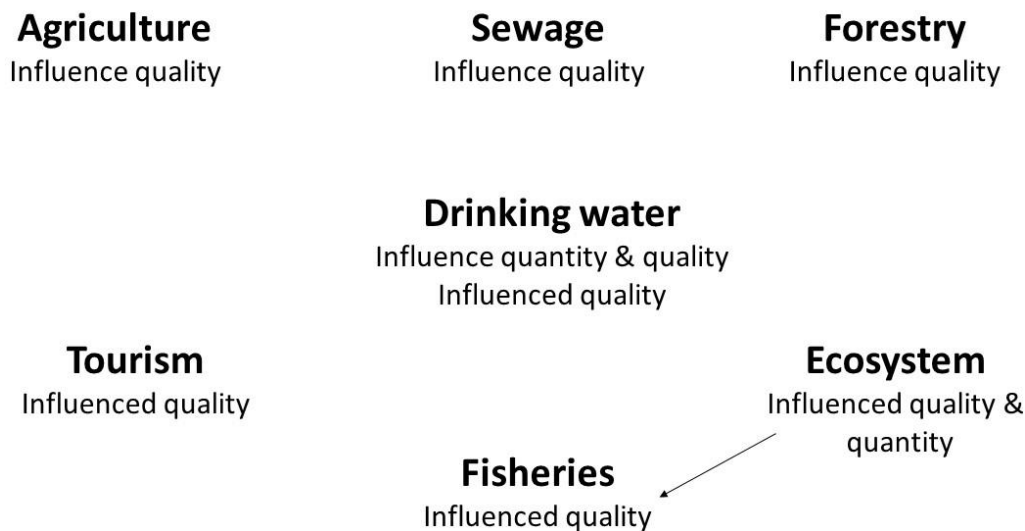 Agriculture
Influence quality
Sewage
Influence quality
Forestry
Influence quality
Drinking water
Influence quantity & quality
Influenced quality
Tourism
Influenced quality
Ecosystem
Influenced quality &
quantity
Fisheries
Influenced quality